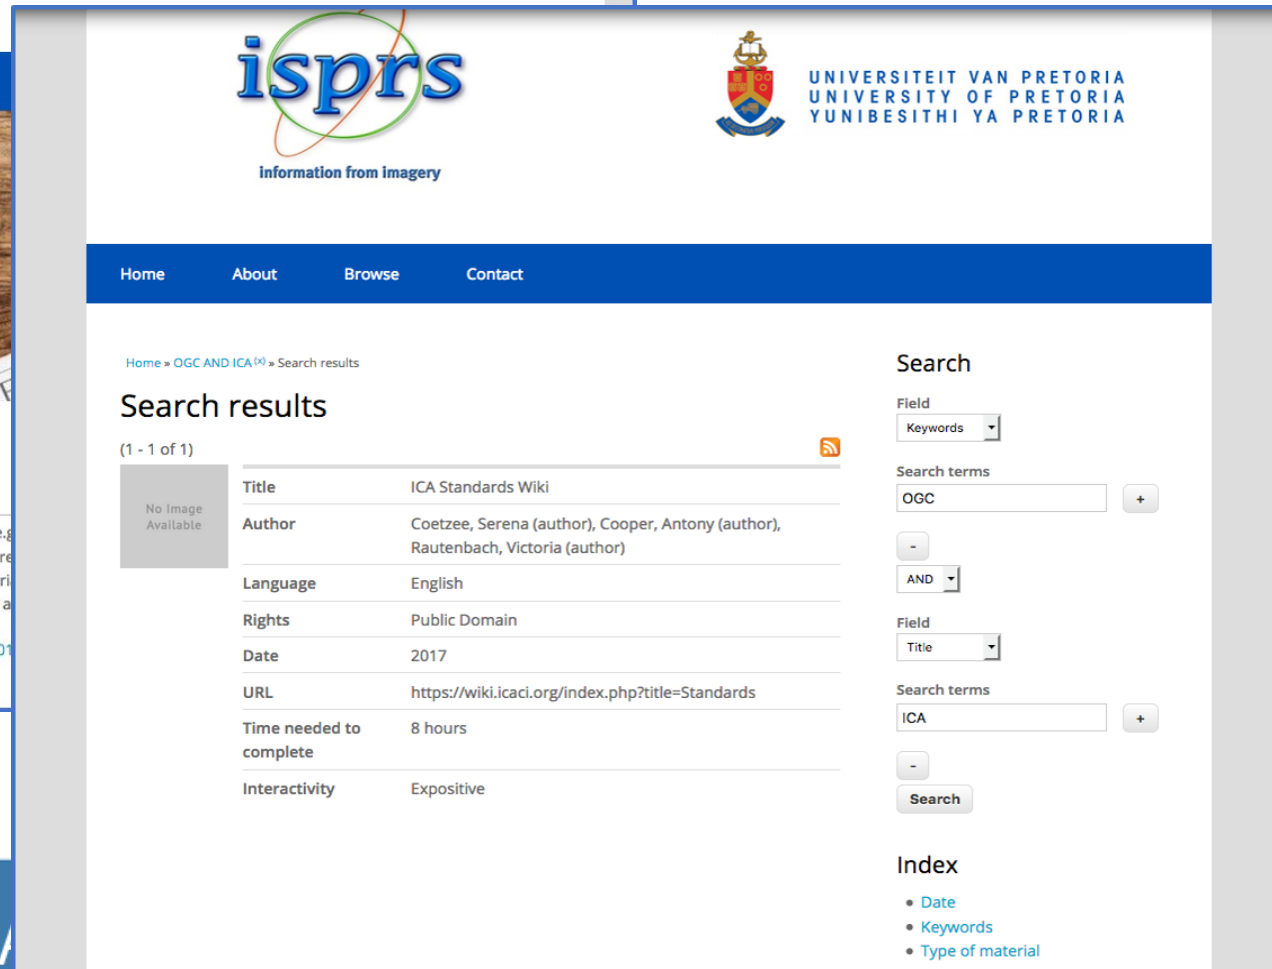 isprs
information from imagery
UNIVERSITEIT VAN PRETORIA
UNIVERSITY OF PRETORIA
YUNIBESITHI YA PRETORIA
Home About Browse Contact
Home » OGC AND ICA (x) » Search results
Search results
(1 - 1 of 1)
No Image
Available
Title ICA Standards Wiki
Author Coetzee, Serena (author), Cooper, Antony (author),
Rautenbach, Victoria (author)
Language English
Rights Public Domain
Date 2017
URL https://wiki.icaci.org/index.php?title=Standards
Time needed to 8 hours
complete
Interactivity Expositive
Search
Field
Keywords
Search terms
OGC +
-
AND
Field
Title
Search terms
ICA +
-
Search
Index
Date
Keywords
Type of material